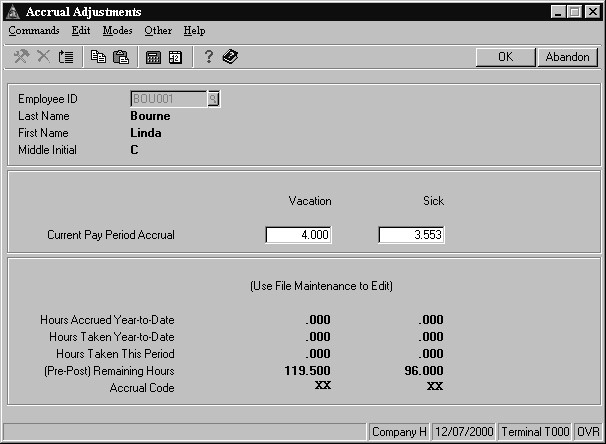 Accrual Adjustments
Commands Edit Modes Other Help
OK Abandon
Employee ID BOU001
Last Name Bourne
First Name Linda
Middle Initial C
Vacation Sick
Current Pay Period Accrual 4.000 3.553
(Use File Maintenance to Edit)
Hours Accrued Year-to-Date .000 .000
Hours Taken Year-to-Date .000 .000
Hours Taken This Period .000 .000
(Pre-Post) Remaining Hours 119.500 96.000
Accrual Code XX XX
Company H 12/07/2000 Terminal T000 OVR